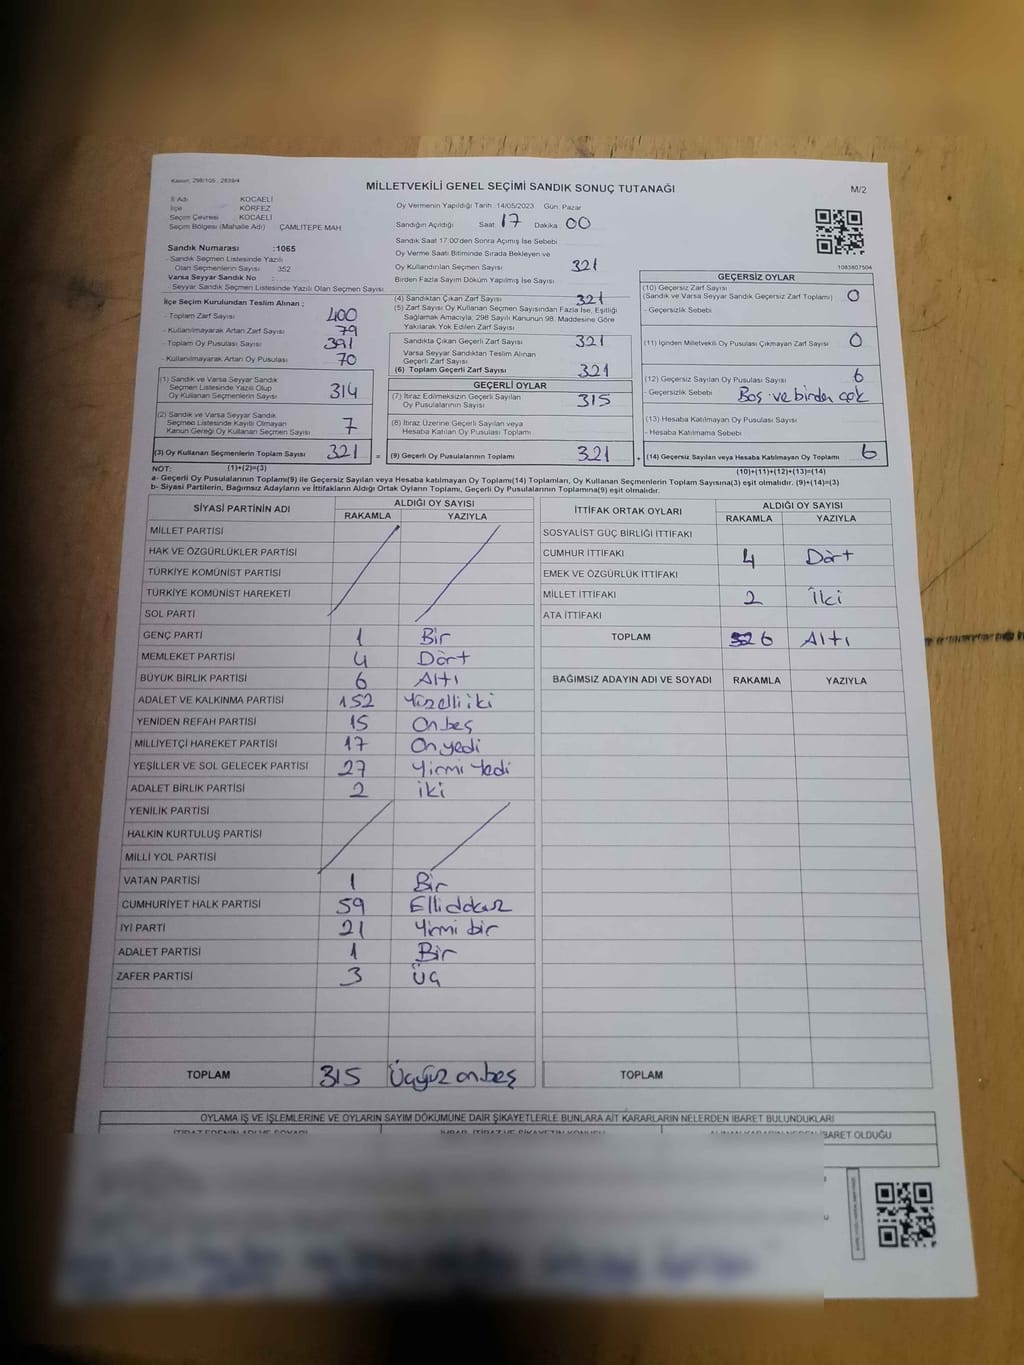 Kanun: 298/105 , 2839/4
MİLLETVEKİLİ GENEL SEÇİMİ SANDIK SONUÇ TUTANAĞI
M/2
İl Adı : KOCAELİ
İlçe : KÖRFEZ
Seçim Çevresi : KOCAELİ
Seçim Bölgesi (Mahalle Adı) : ÇAMLITEPE MAH
Sandık Numarası :1065
- Sandık Seçmen Listesinde Yazılı
Olan Seçmenlerin Sayısı : 352
Varsa Seyyar Sandık No :
Seyyar Sandık Seçmen Listesinde Yazılı Olan Seçmen Sayısı
Oy Vermenin Yapıldığı Tarih :14/05/2023 Gün: Pazar
Sandığın Açıldığı Saat: 17 Dakika: 00
Sandık Saat 17:00'den Sonra Açılmış İse Sebebi
Oy Verme Saati Bitiminde Sırada Bekleyen ve
Oy Kullandırılan Seçmen Sayısı 321
Birden Fazla Sayım Döküm Yapılmış İse Sayısı
1083807504
İlçe Seçim Kurulundan Teslim Alınan ;
- Toplam Zarf Sayısı 400
- Kullanılmayarak Artan Zarf Sayısı 79
- Toplam Oy Pusulası Sayısı 391
- Kullanılmayarak Artan Oy Pusulası 70
(1) Sandık ve Varsa Seyyar Sandık
Seçmen Listesinde Yazılı Olup
Oy Kullanan Seçmenlerin Sayısı 314
(2) Sandık ve Varsa Seyyar Sandık
Seçmen Listesinde Kayıtlı Olmayan
Kanun Gereği Oy Kullanan Seçmen Sayısı 7
(3) Oy Kullanan Seçmenlerin Toplam Sayısı 321 =
(4) Sandıktan Çıkan Zarf Sayısı 321
(5) Zarf Sayısı Oy Kullanan Seçmen Sayısından Fazla İse, Eşitliği
Sağlamak Amacıyla, 298 Sayılı Kanunun 98. Maddesine Göre
Yakılarak Yok Edilen Zarf Sayısı
Sandıkta Çıkan Geçerli Zarf Sayısı 321
Varsa Seyyar Sandıktan Teslim Alınan
Geçerli Zarf Sayısı
(6) Toplam Geçerli Zarf Sayısı 321
GEÇERLİ OYLAR
(7) İtiraz Edilmeksizin Geçerli Sayılan
Oy Pusulalarının Sayısı 315
(8) İtiraz Üzerine Geçerli Sayılan veya
Hesaba Katılan Oy Pusulası Toplamı
(9) Geçerli Oy Pusulalarının Toplamı 321
GEÇERSİZ OYLAR
(10) Geçersiz Zarf Sayısı
(Sandık ve Varsa Seyyar Sandık Geçersiz Zarf Toplamı) 0
- Geçersizlik Sebebi
(11) İçinden Milletvekili Oy Pusulası Çıkmayan Zarf Sayısı 0
(12) Geçersiz Sayılan Oy Pusulası Sayısı 6
- Geçersizlik Sebebi Boş ve birden çok
(13) Hesaba Katılmayan Oy Pusulası Sayısı
- Hesaba Katılmama Sebebi
(14) Geçersiz Sayılan veya Hesaba Katılmayan Oy Toplamı 6
NOT: (1)+(2)=(3) (10)+(11)+(12)+(13)=(14)
a- Geçerli Oy Pusulalarının Toplamı(9) ile Geçersiz Sayılan veya Hesaba katılmayan Oy Toplamı(14) Toplamları, Oy Kullanan Seçmenlerin Toplam Sayısına(3) eşit olmalıdır. (9)+(14)=(3)
b- Siyasi Partilerin, Bağımsız Adayların ve İttifakların Aldığı Ortak Oyların Toplamı, Geçerli Oy Pusulalarının Toplamına(9) eşit olmalıdır.
SİYASİ PARTİNİN ADI ALDIĞI OY SAYISI
RAKAMLA YAZIYLA
MİLLET PARTİSİ
HAK VE ÖZGÜRLÜKLER PARTİSİ
TÜRKİYE KOMÜNİST PARTİSİ
TÜRKİYE KOMÜNİST HAREKETİ
SOL PARTİ
GENÇ PARTİ 1 Bir
MEMLEKET PARTİSİ 4 Dört
BÜYÜK BİRLİK PARTİSİ 6 Altı
ADALET VE KALKINMA PARTİSİ 152 Yüzelli iki
YENİDEN REFAH PARTİSİ 15 On beş
MİLLİYETÇİ HAREKET PARTİSİ 17 On yedi
YEŞİLLER VE SOL GELECEK PARTİSİ 27 Yirmi Yedi
ADALET BİRLİK PARTİSİ 2 iki
YENİLİK PARTİSİ
HALKIN KURTULUŞ PARTİSİ
MİLLİ YOL PARTİSİ
VATAN PARTİSİ 1 Bir
CUMHURİYET HALK PARTİSİ 59
İYİ PARTİ 21 Yirmi bir
ADALET PARTİSİ 1 Bir
ZAFER PARTİSİ 3 Üç
TOPLAM 315 Üçyüz on beş
İTTİFAK ORTAK OYLARI ALDIĞI OY SAYISI
RAKAMLA YAZIYLA
SOSYALİST GÜÇ BİRLİĞİ İTTİFAKI
CUMHUR İTTİFAKI 4 Dört
EMEK VE ÖZGÜRLÜK İTTİFAKI
MİLLET İTTİFAKI 2 İki
ATA İTTİFAKI
TOPLAM 6 Altı
BAĞIMSIZ ADAYIN ADI VE SOYADI RAKAMLA YAZIYLA
TOPLAM
OYLAMA İŞ VE İŞLEMLERİNE VE OYLARIN SAYIM DÖKÜMÜNE DAİR ŞİKAYETLERLE BUNLARA AİT KARARLARIN NELERDEN İBARET BULUNDUKLARI
İBARET OLDUĞU